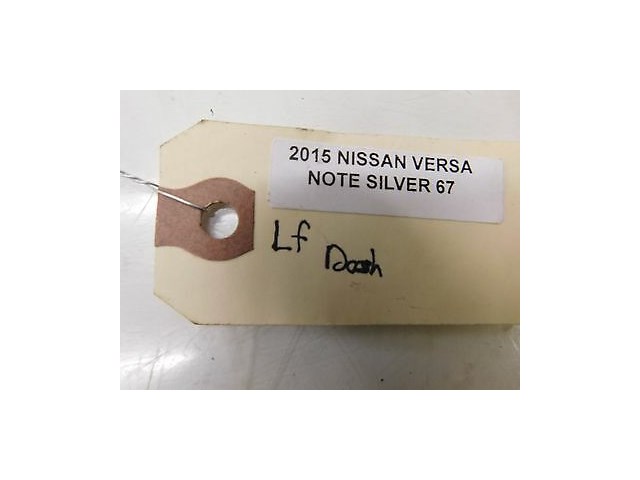 2015 NISSAN VERSA
NOTE SILVER 67
Lf
Dash